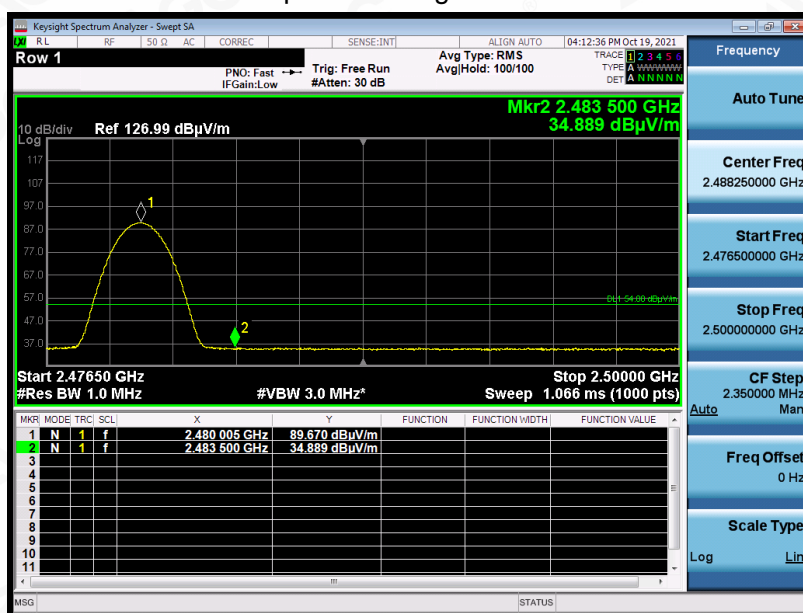 Keysight Spectrum Analyzer - Swept SA
LXI RL RF 50 Ω AC CORREC SENSE:INT ALIGN AUTO 04:12:36 PM Oct 19, 2021
Row 1
PNO: Fast
IFGain:Low
Trig: Free Run
#Atten: 30 dB
Avg Type: RMS
Avg|Hold: 100/100
TRACE 1 2 3 4 5 6
TYPE A WWWWW
DET A N N N N N
Mkr2 2.483 500 GHz
34.889 dBµV/m
10 dB/div Ref 126.99 dBµV/m
Log
117
107
97.0
87.0
77.0
67.0
57.0
47.0
37.0
1
2
DL1 54.00 dBµV/m
Start 2.47650 GHz Stop 2.50000 GHz
#Res BW 1.0 MHz #VBW 3.0 MHz* Sweep 1.066 ms (1000 pts)
MKR MODE TRC SCL X Y FUNCTION FUNCTION WIDTH FUNCTION VALUE
1 N 1 f 2.480 005 GHz 89.670 dBµV/m
2 N 1 f 2.483 500 GHz 34.889 dBµV/m
3
4
5
6
7
8
9
10
11
MSG STATUS
Frequency
Auto Tune
Center Freq
2.488250000 GHz
Start Freq
2.476500000 GHz
Stop Freq
2.500000000 GHz
CF Step
2.350000 MHz
Auto Man
Freq Offset
0 Hz
Scale Type
Log Lin